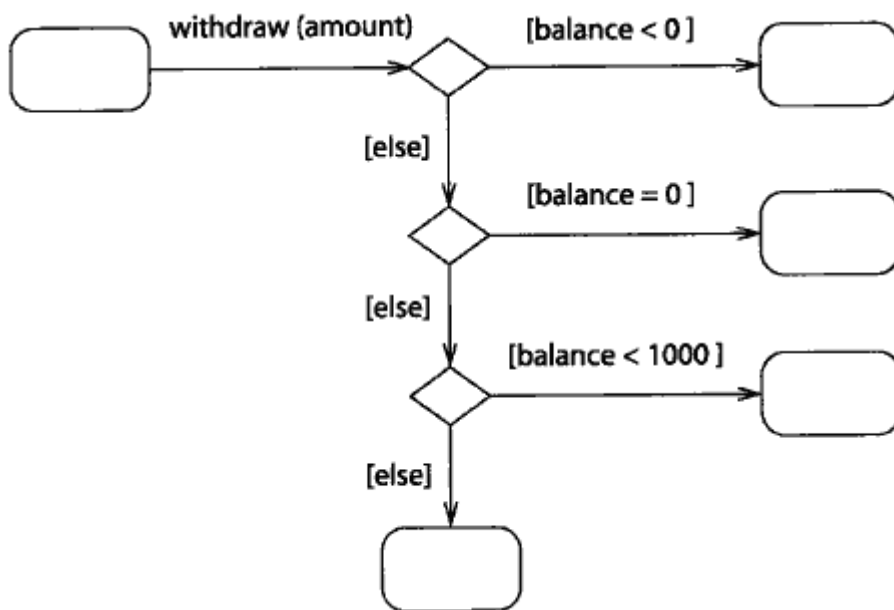 withdraw (amount)
[balance < 0 ]
[else]
[balance = 0 ]
[else]
[balance < 1000 ]
[else]